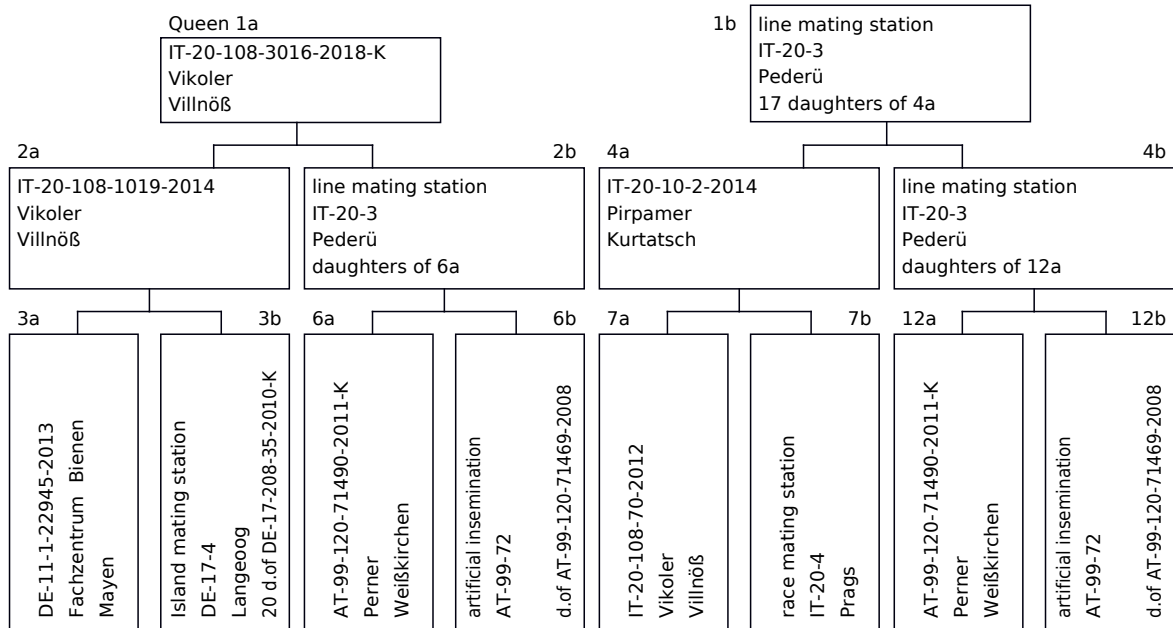 Queen 1a
IT-20-108-3016-2018-K
Vikoler
Villnöß
1b
line mating station
IT-20-3
Pederü
17 daughters of 4a
2a
IT-20-108-1019-2014
Vikoler
Villnöß
2b
line mating station
IT-20-3
Pederü
daughters of 6a
4a
IT-20-10-2-2014
Pirpamer
Kurtatsch
4b
line mating station
IT-20-3
Pederü
daughters of 12a
3a
DE-11-1-22945-2013
Fachzentrum Bienen
Mayen
3b
Island mating station
DE-17-4
Langeoog
20 d.of DE-17-208-35-2010-K
6a
AT-99-120-71490-2011-K
Perner
Weißkirchen
6b
artificial insemination
AT-99-72
d.of AT-99-120-71469-2008
7a
IT-20-108-70-2012
Vikoler
Villnöß
7b
race mating station
IT-20-4
Prags
12a
AT-99-120-71490-2011-K
Perner
Weißkirchen
12b
artificial insemination
AT-99-72
d.of AT-99-120-71469-2008